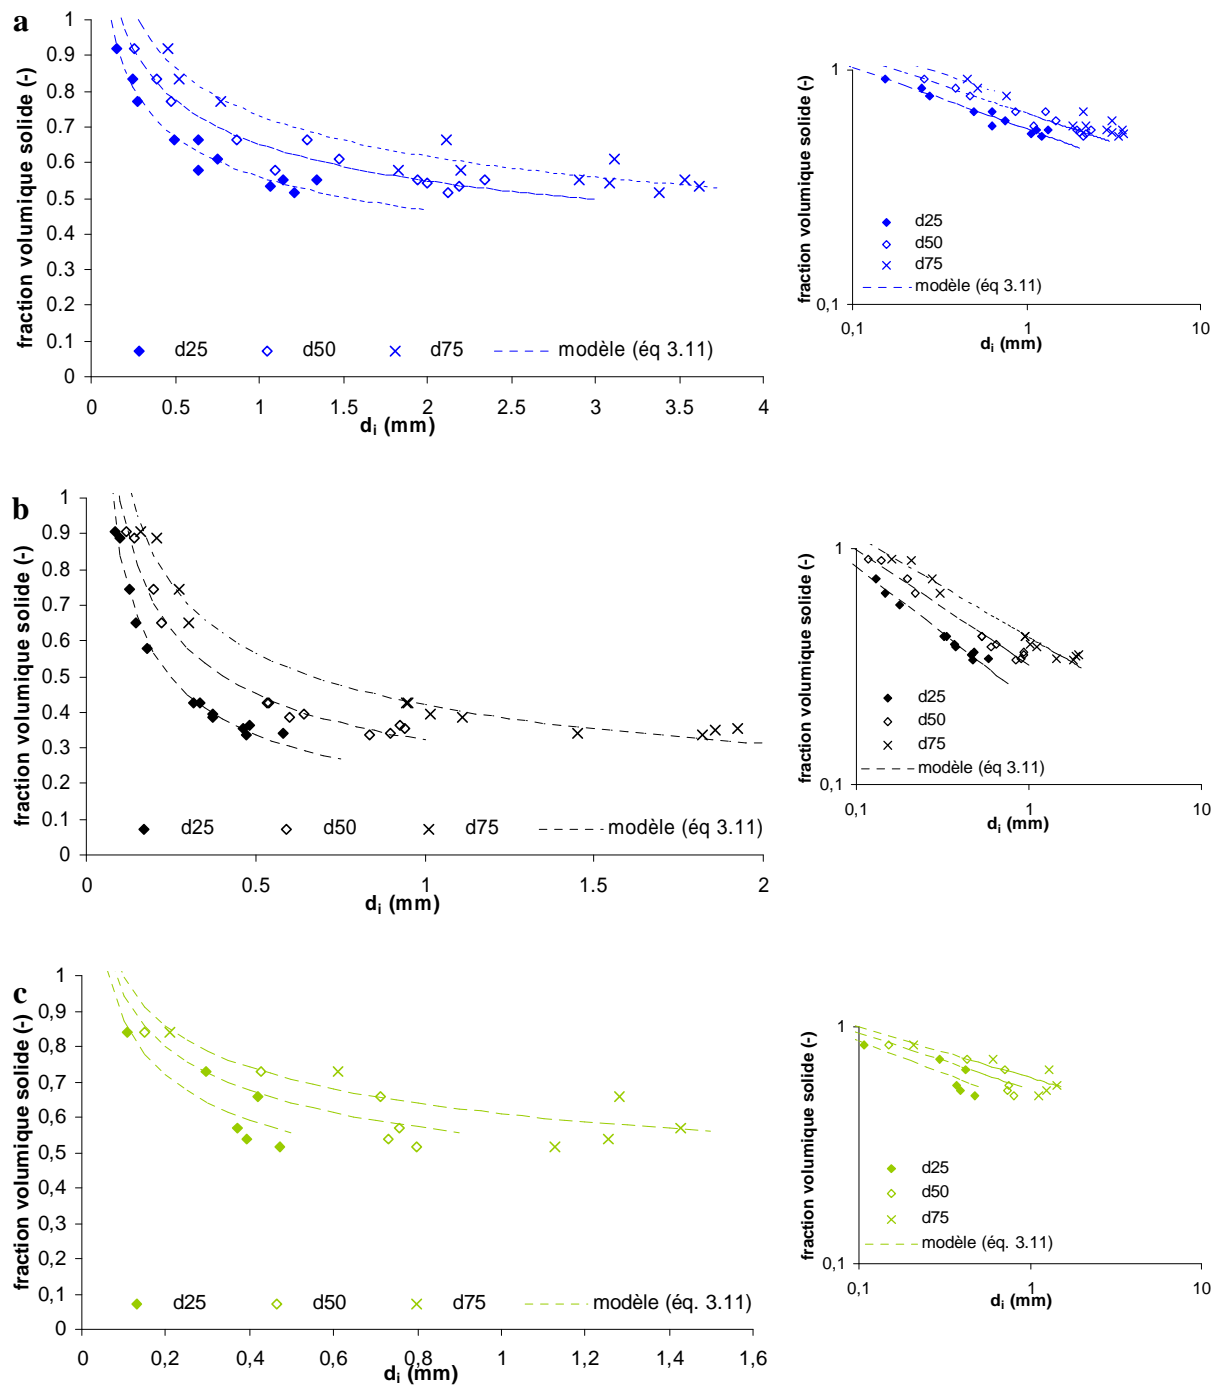 a
fraction volumique solide (-)
1
0.9
0.8
0.7
0.6
0.5
0.4
0.3
0.2
0.1
0
d25 d50 d75 modèle (éq 3.11)
0 0.5 1 1.5 2 2.5 3 3.5 4
di (mm)
fraction volumique solide (-)
1
0,1
d25
d50
d75
modèle (éq 3.11)
0,1 1 10
di (mm)
b
fraction volumique solide (-)
1
0.9
0.8
0.7
0.6
0.5
0.4
0.3
0.2
0.1
0
d25 d50 d75 modèle (éq 3.11)
0 0.5 1 1.5 2
di (mm)
fraction volumique solide (-)
1
0,1
d25
d50
d75
modèle (éq 3.11)
0,1 1 10
di (mm)
c
fraction volumique solide (-)
1
0,9
0,8
0,7
0,6
0,5
0,4
0,3
0,2
0,1
0
d25 d50 d75 modèle (éq. 3.11)
0 0,2 0,4 0,6 0,8 1 1,2 1,4 1,6
di (mm)
fraction volumique solide (-)
1
0,1
d25
d50
d75
modèle (éq. 3.11)
0,1 1 10
di (mm)